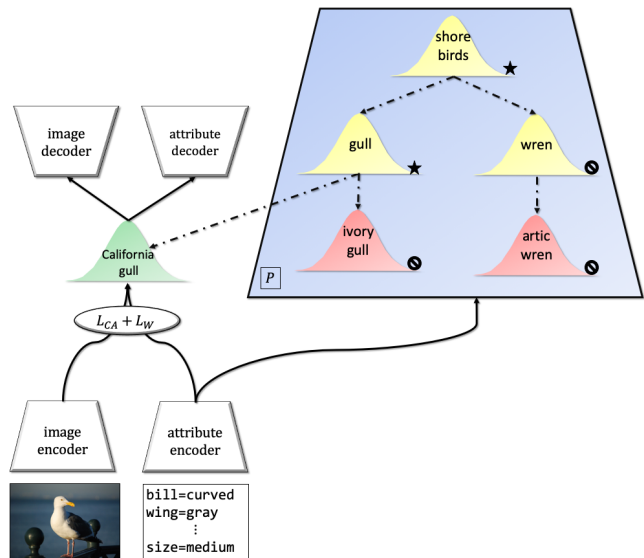 shore
birds
image
decoder
attribute
decoder
gull
wren
California
gull
ivory
gull
artic
wren
P
L_CA + L_W
image
encoder
attribute
encoder
bill=curved
wing=gray
⋮
size=medium